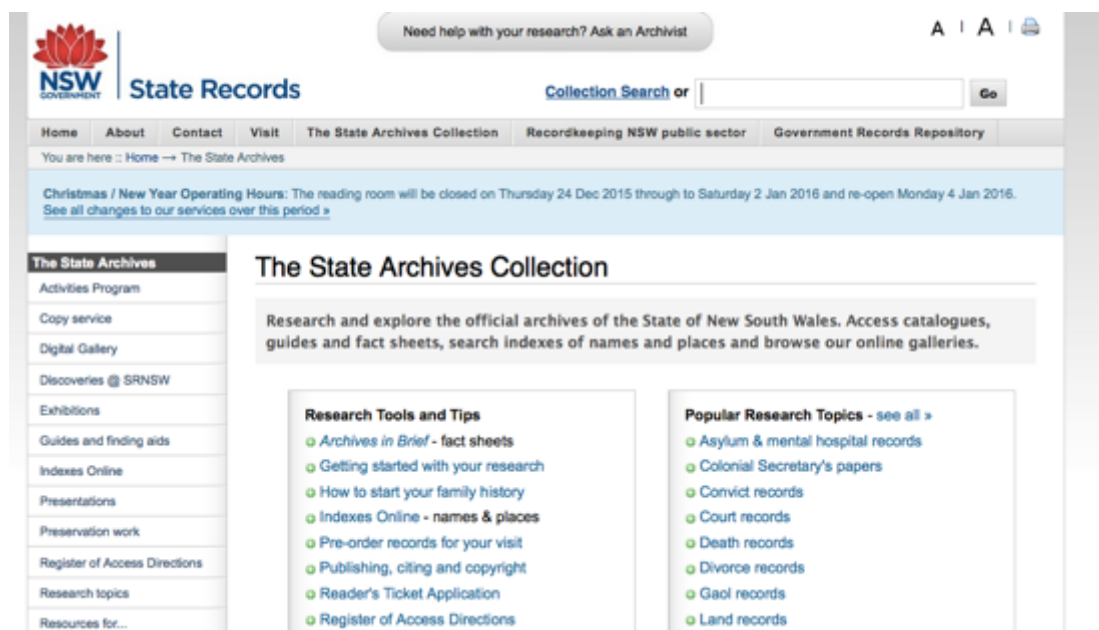 Need help with your research? Ask an Archivist
A | A |
NSW
GOVERNMENT
State Records
Collection Search or
Go
Home About Contact Visit The State Archives Collection Recordkeeping NSW public sector Government Records Repository
You are here :: Home → The State Archives
Christmas / New Year Operating Hours: The reading room will be closed on Thursday 24 Dec 2015 through to Saturday 2 Jan 2016 and re-open Monday 4 Jan 2016.
See all changes to our services over this period »
The State Archives
Activities Program
Copy service
Digital Gallery
Discoveries @ SRNSW
Exhibitions
Guides and finding aids
Indexes Online
Presentations
Preservation work
Register of Access Directions
Research topics
Resources for...
The State Archives Collection
Research and explore the official archives of the State of New South Wales. Access catalogues,
guides and fact sheets, search indexes of names and places and browse our online galleries.
Research Tools and Tips
Archives in Brief - fact sheets
Getting started with your research
How to start your family history
Indexes Online - names & places
Pre-order records for your visit
Publishing, citing and copyright
Reader's Ticket Application
Register of Access Directions
Popular Research Topics - see all »
Asylum & mental hospital records
Colonial Secretary's papers
Convict records
Court records
Death records
Divorce records
Gaol records
Land records